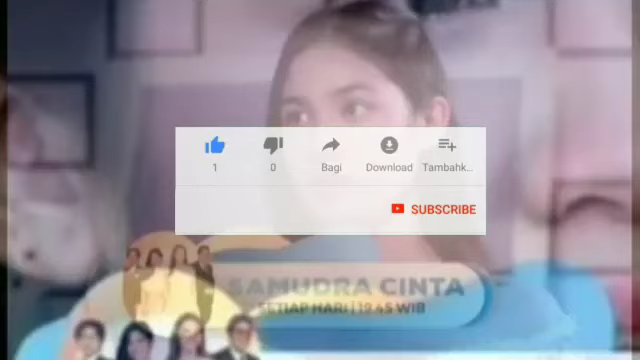 1 0 Bagi Download Tambahk...
SUBSCRIBE
SAMUDRA CINTA
SETIAP HARI | 19.45 WIB